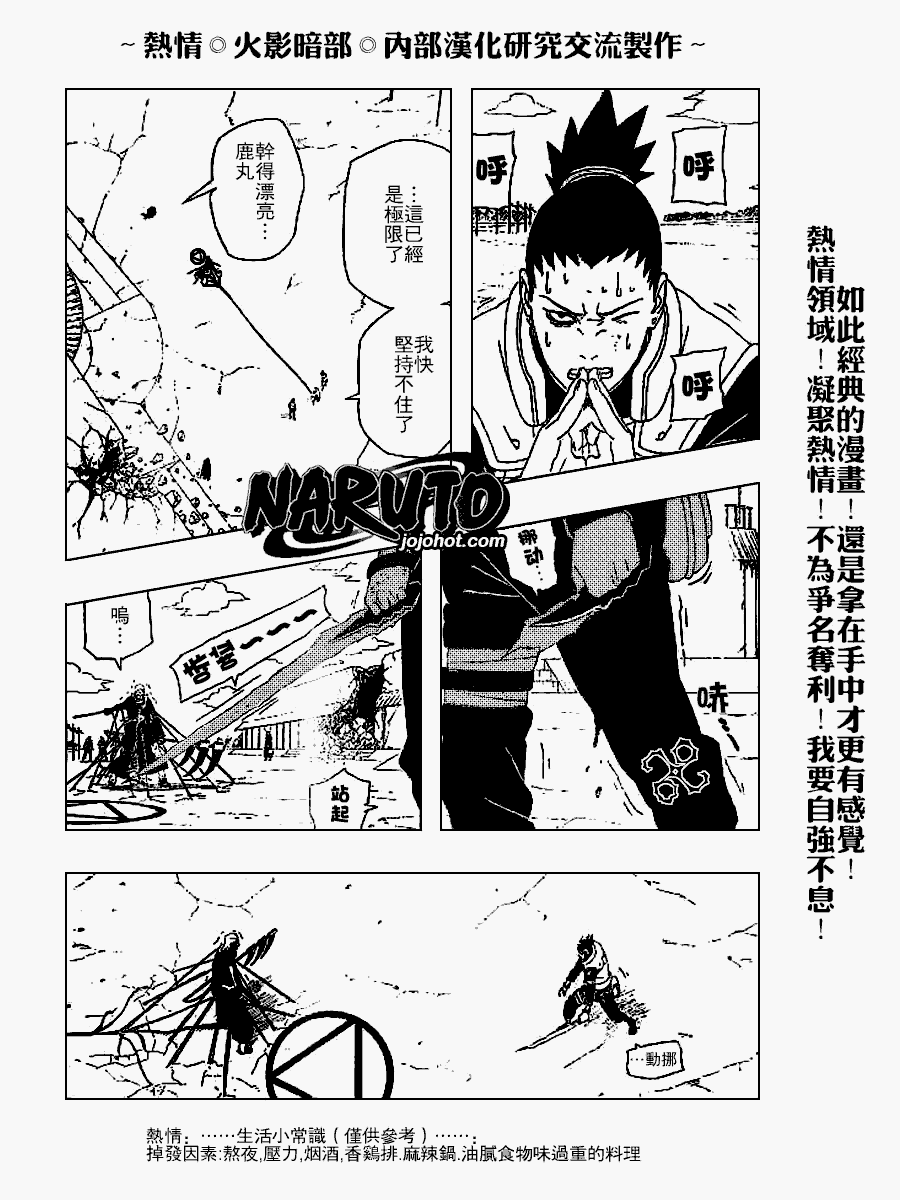 ~熱情◎火影暗部◎內部漢化研究交流製作~
呼
呼
呼
…這已經
是極限了
我快
堅持不住了
幹得漂亮…
鹿丸
挪动…
咔…
嗚…
站起
NARUTO
jojohot.com
…動挪
如此經典的漫畫！還是拿在手中才更有感覺！
熱情領域！凝聚熱情！不為爭名奪利！我要自強不息！
熱情：……生活小常識（僅供參考）……：
掉發因素:熬夜,壓力,烟酒,香鷄排.麻辣鍋.油膩食物味過重的料理